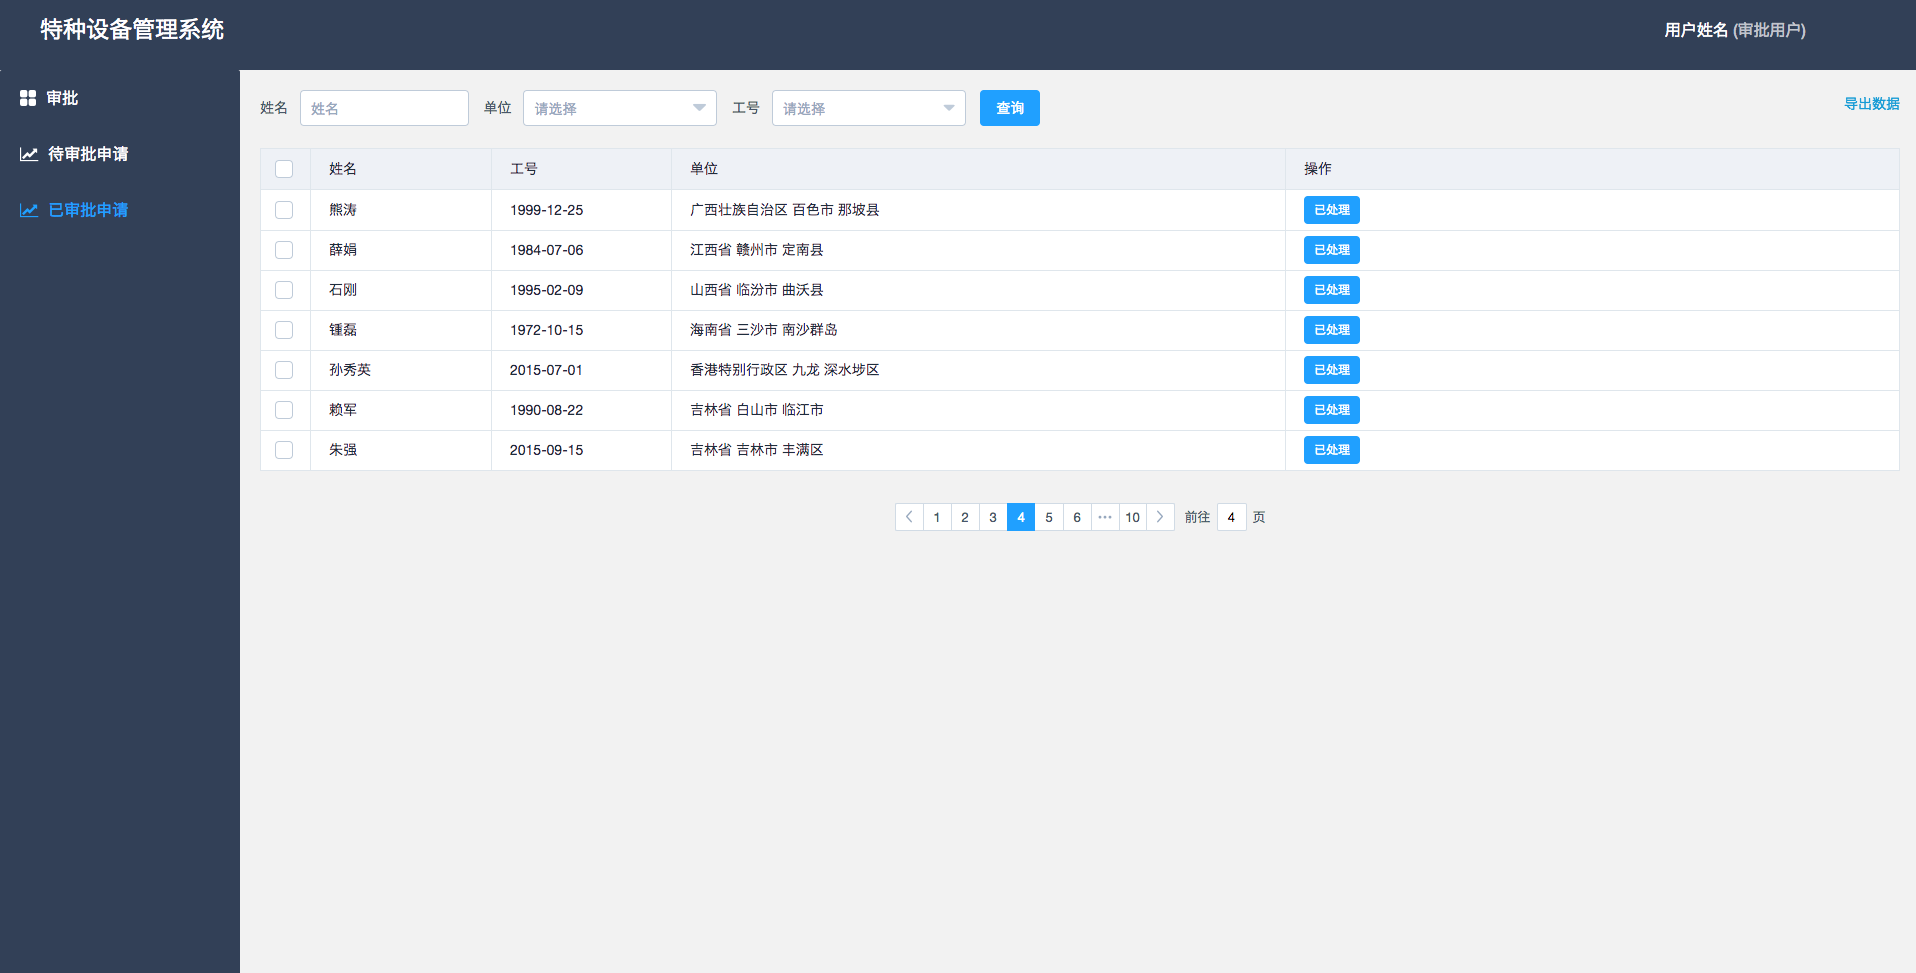 特种设备管理系统
用户姓名 (审批用户)
审批
待审批申请
已审批申请
姓名 姓名 单位 请选择 工号 请选择 查询 导出数据
姓名 工号 单位 操作
熊涛 1999-12-25 广西壮族自治区 百色市 那坡县 已处理
薛娟 1984-07-06 江西省 赣州市 定南县 已处理
石刚 1995-02-09 山西省 临汾市 曲沃县 已处理
锺磊 1972-10-15 海南省 三沙市 南沙群岛 已处理
孙秀英 2015-07-01 香港特别行政区 九龙 深水埗区 已处理
赖军 1990-08-22 吉林省 白山市 临江市 已处理
朱强 2015-09-15 吉林省 吉林市 丰满区 已处理
1 2 3 4 5 6 ··· 10 前往 4 页